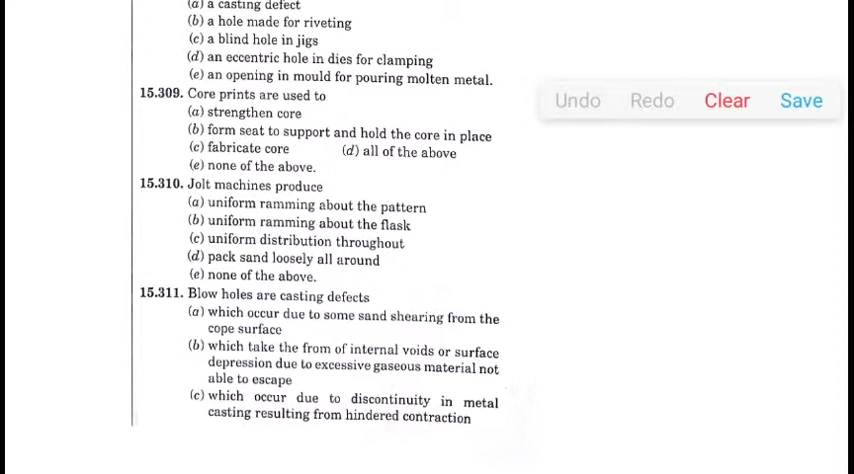 (a) a casting defect
(b) a hole made for riveting
(c) a blind hole in jigs
(d) an eccentric hole in dies for clamping
(e) an opening in mould for pouring molten metal.
15.309. Core prints are used to
(a) strengthen core
(b) form seat to support and hold the core in place
(c) fabricate core (d) all of the above
(e) none of the above.
15.310. Jolt machines produce
(a) uniform ramming about the pattern
(b) uniform ramming about the flask
(c) uniform distribution throughout
(d) pack sand loosely all around
(e) none of the above.
15.311. Blow holes are casting defects
(a) which occur due to some sand shearing from the
cope surface
(b) which take the from of internal voids or surface
depression due to excessive gaseous material not
able to escape
(c) which occur due to discontinuity in metal
casting resulting from hindered contraction
Undo Redo Clear Save